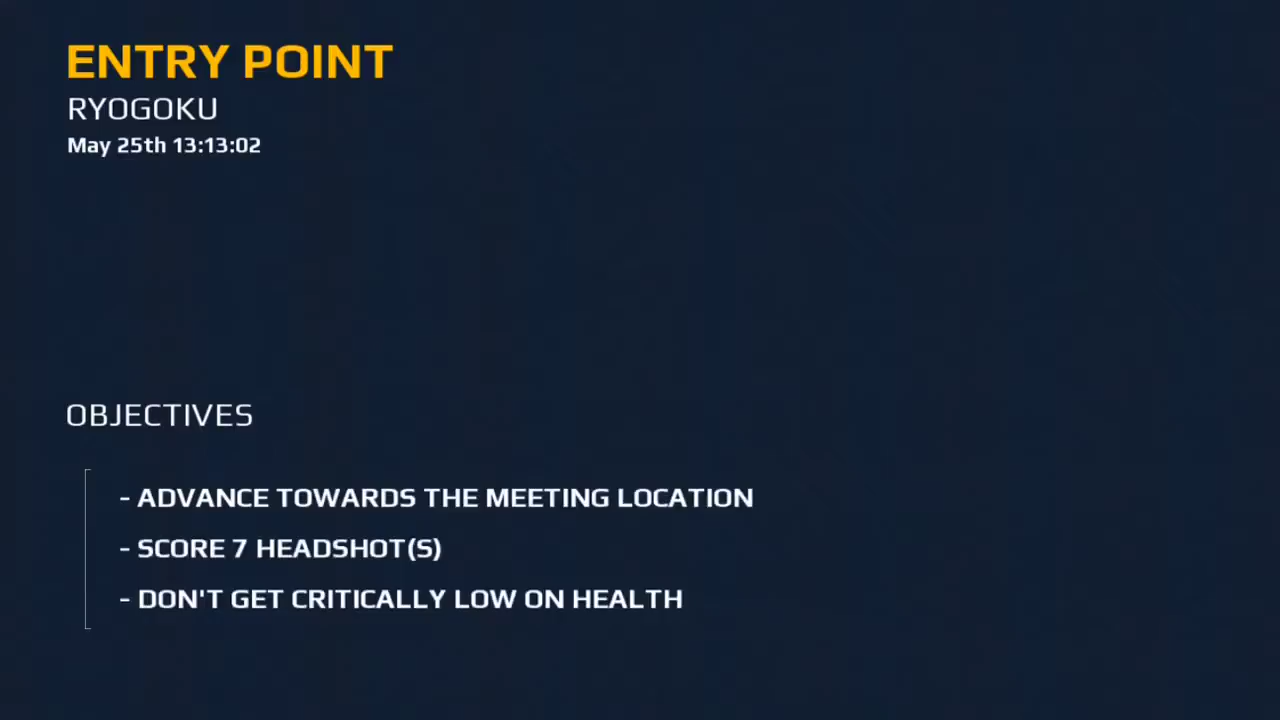 ENTRY POINT
RYOGOKU
May 25th 13:13:02
OBJECTIVES
- ADVANCE TOWARDS THE MEETING LOCATION
- SCORE 7 HEADSHOT(S)
- DON'T GET CRITICALLY LOW ON HEALTH